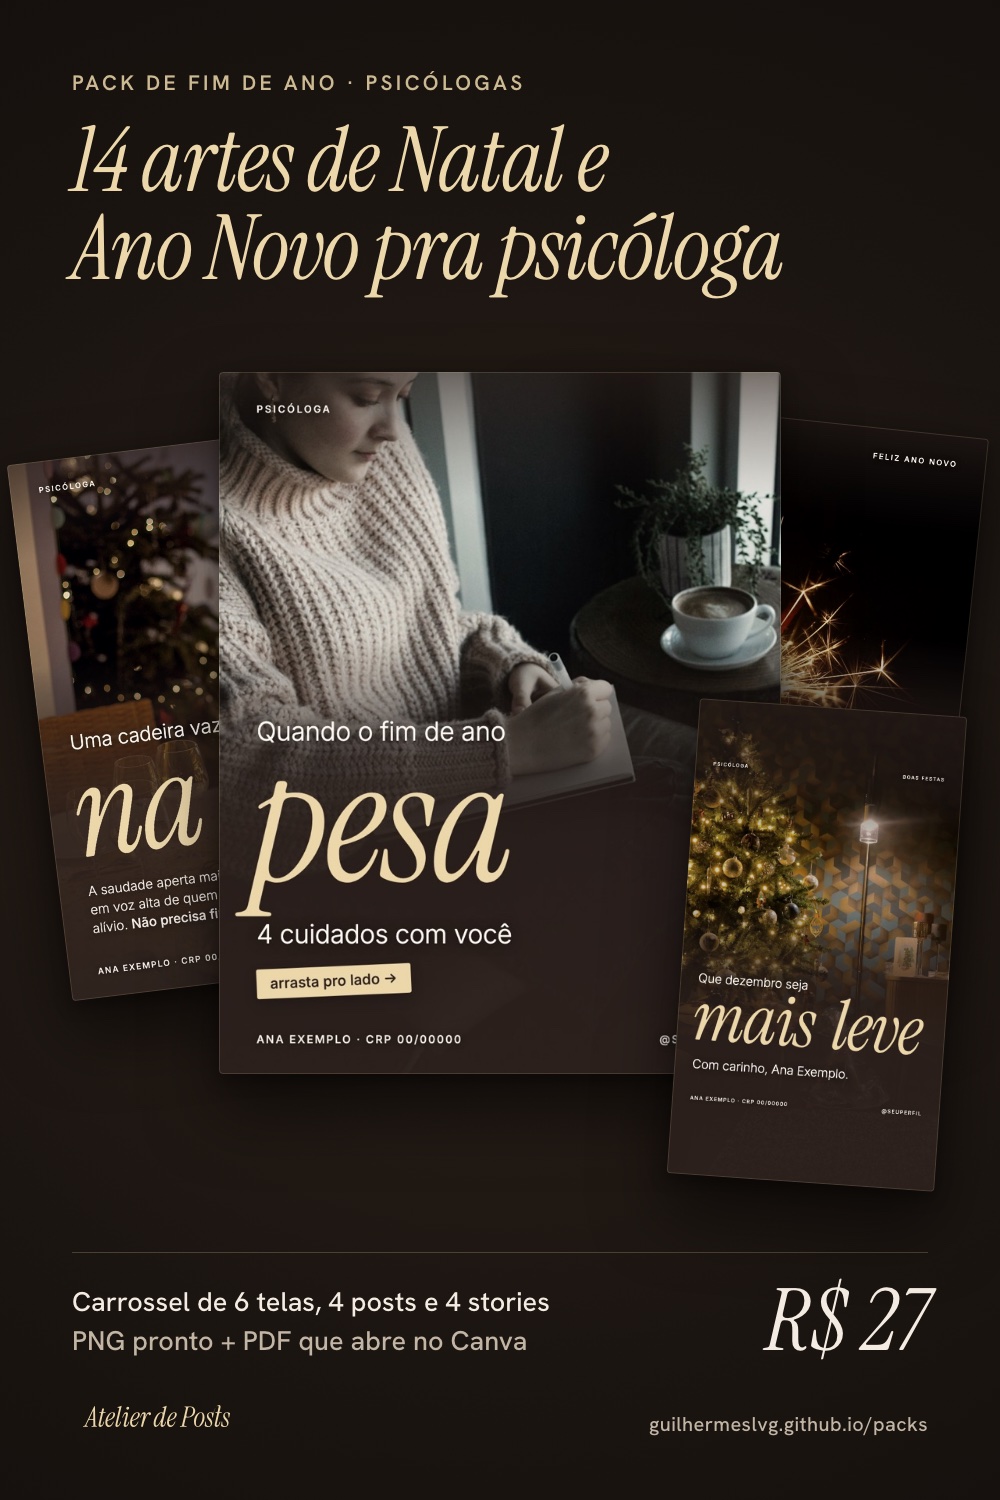 PACK DE FIM DE ANO · PSICÓLOGAS
14 artes de Natal e
Ano Novo pra psicóloga
PSICÓLOGA
Uma cadeira vaz
na
A saudade aperta mai
em voz alta de quem
alívio. Não precisa fi
ANA EXEMPLO · CRP 00
PSICÓLOGA
Quando o fim de ano
pesa
4 cuidados com você
arrasta pro lado →
ANA EXEMPLO · CRP 00/00000
@S
FELIZ ANO NOVO
PSICÓLOGA
BOAS FESTAS
Que dezembro seja
mais leve
Com carinho, Ana Exemplo.
ANA EXEMPLO · CRP 00/00000
@SEUPERFIL
Carrossel de 6 telas, 4 posts e 4 stories
PNG pronto + PDF que abre no Canva
R$ 27
Atelier de Posts
guilhermeslvg.github.io/packs